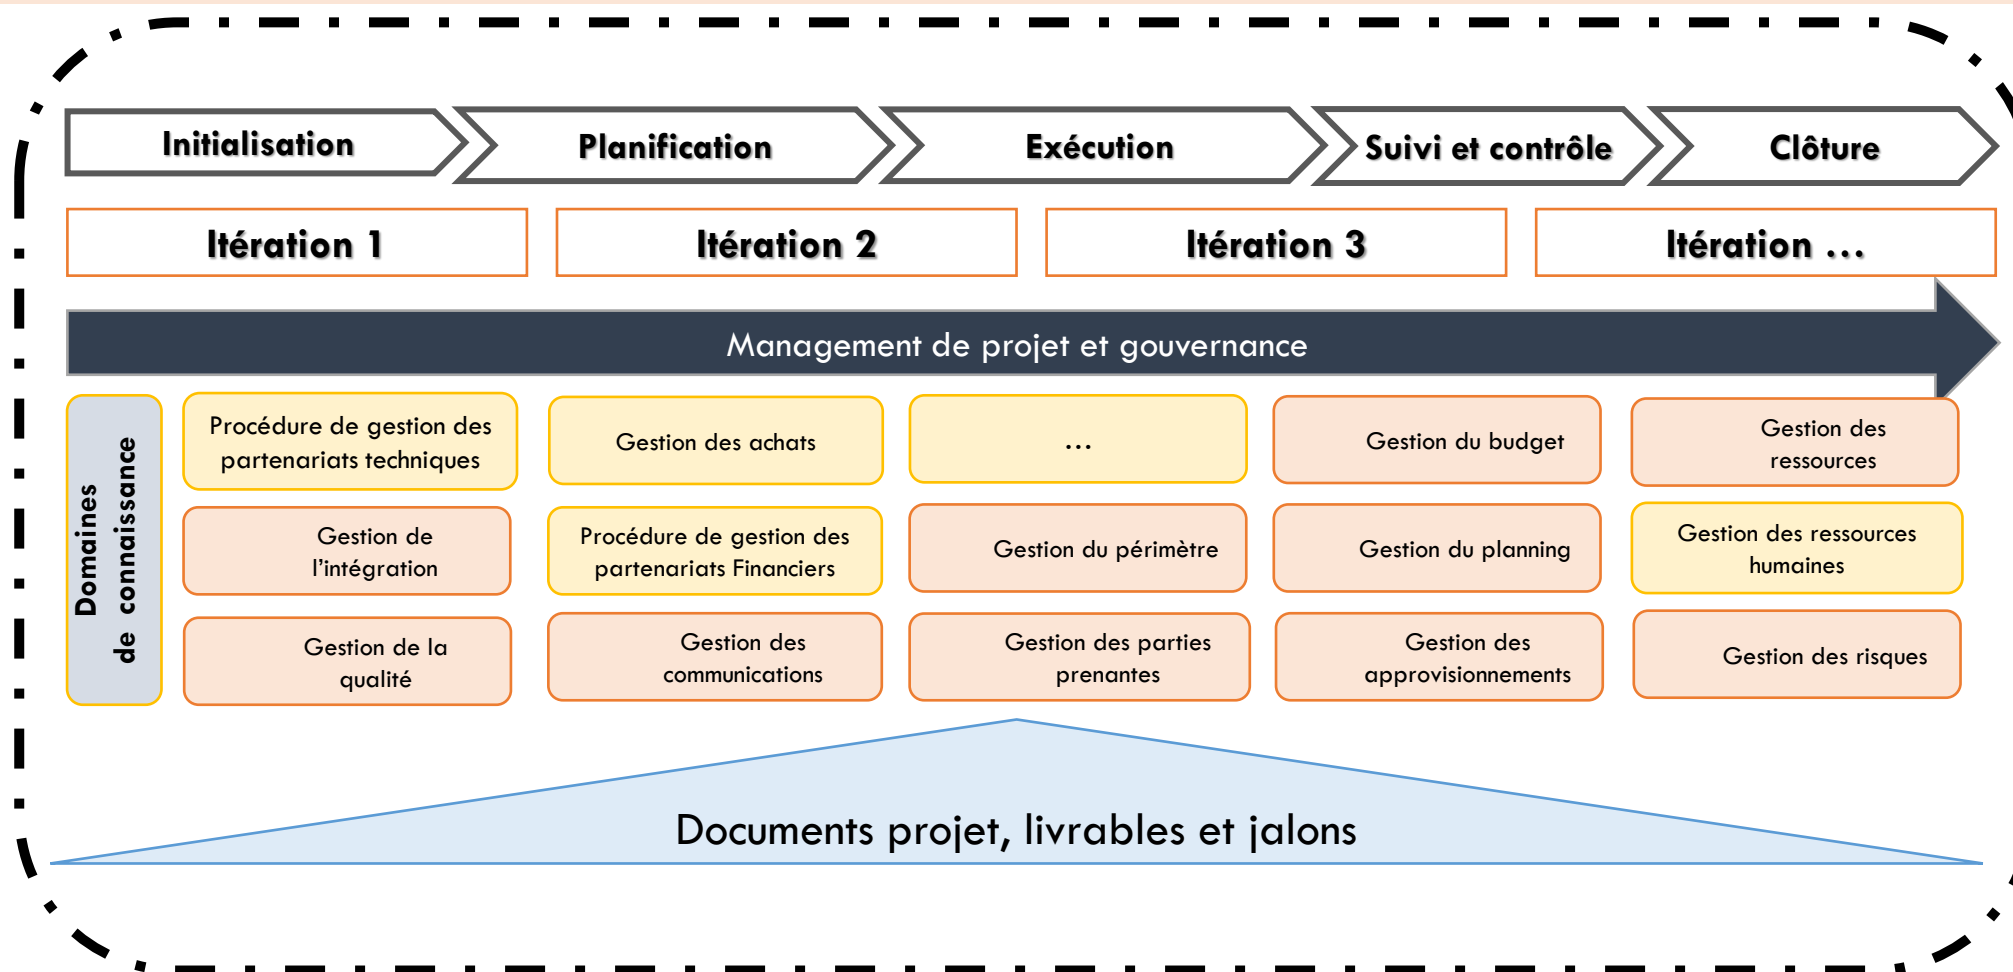 Initialisation
Planification
Exécution
Suivi et contrôle
Clôture
Itération 1
Itération 2
Itération 3
Itération …
Management de projet et gouvernance
Domaines
de connaissance
Procédure de gestion des
partenariats techniques
Gestion des achats
…
Gestion du budget
Gestion des
ressources
Gestion de
l’intégration
Procédure de gestion des
partenariats Financiers
Gestion du périmètre
Gestion du planning
Gestion des ressources
humaines
Gestion de la
qualité
Gestion des
communications
Gestion des parties
prenantes
Gestion des
approvisionnements
Gestion des risques
Documents projet, livrables et jalons